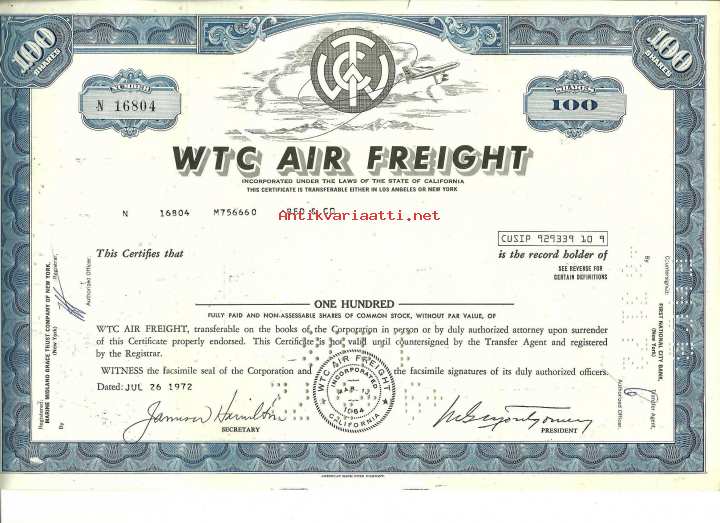 100
SHARES
100
SHARES
WTC
NUMBER
N 16804
SHARES
100
WTC AIR FREIGHT
INCORPORATED UNDER THE LAWS OF THE STATE OF CALIFORNIA
THIS CERTIFICATE IS TRANSFERABLE EITHER IN LOS ANGELES OR NEW YORK
N 16804 M756660 & CO
Antikvariaatti.net
CUSIP 929339 10 9
This Certifies that
is the record holder of
SEE REVERSE FOR
CERTAIN DEFINITIONS
ONE HUNDRED
FULLY PAID AND NON-ASSESSABLE SHARES OF COMMON STOCK, WITHOUT PAR VALUE, OF
WTC AIR FREIGHT, transferable on the books of the Corporation in person or by duly authorized attorney upon surrender
of this Certificate properly endorsed. This Certificate is not valid until countersigned by the Transfer Agent and registered
by the Registrar.
WITNESS the facsimile seal of the Corporation and the facsimile signatures of its duly authorized officers.
Dated: JUL 26 1972
WTC AIR FREIGHT
INCORPORATED
1964
CALIFORNIA
SECRETARY
PRESIDENT
Registered:
MARINE MIDLAND GRACE TRUST COMPANY OF NEW YORK,
(New York) Registrar,
By
Authorized Officer.
Countersigned:
FIRST NATIONAL CITY BANK,
(New York)
Transfer Agent,
By
Authorized Officer.
AMERICAN BANK NOTE COMPANY.